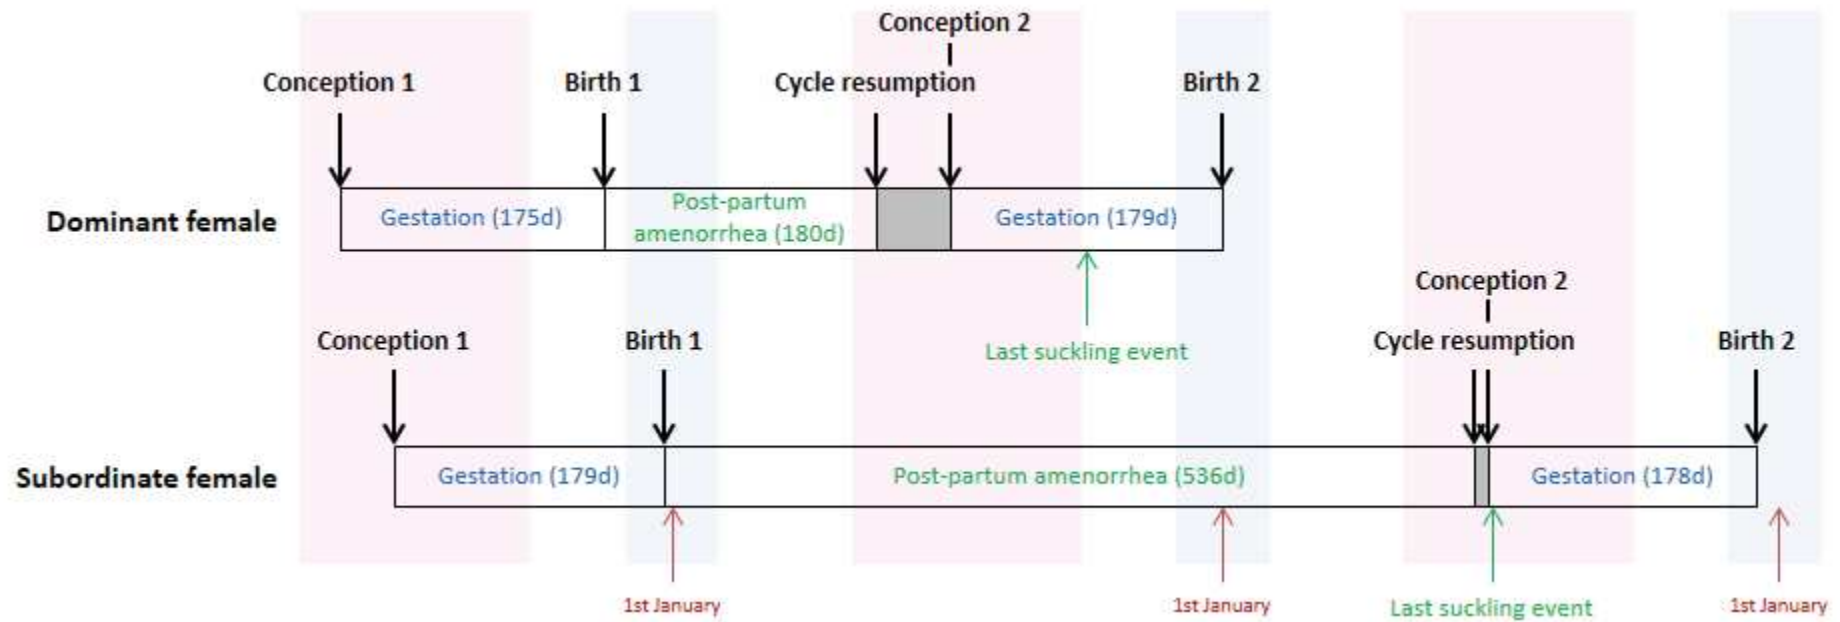 Conception 2
Conception 1
Birth 1
Cycle resumption
Birth 2
Dominant female
Gestation (175d)
Post-partum
amenorrhea (180d)
Gestation (179d)
Last suckling event
Conception 2
Conception 1
Birth 1
Cycle resumption
Birth 2
Subordinate female
Gestation (179d)
Post-partum amenorrhea (536d)
Gestation (178d)
1st January
1st January
Last suckling event
1st January